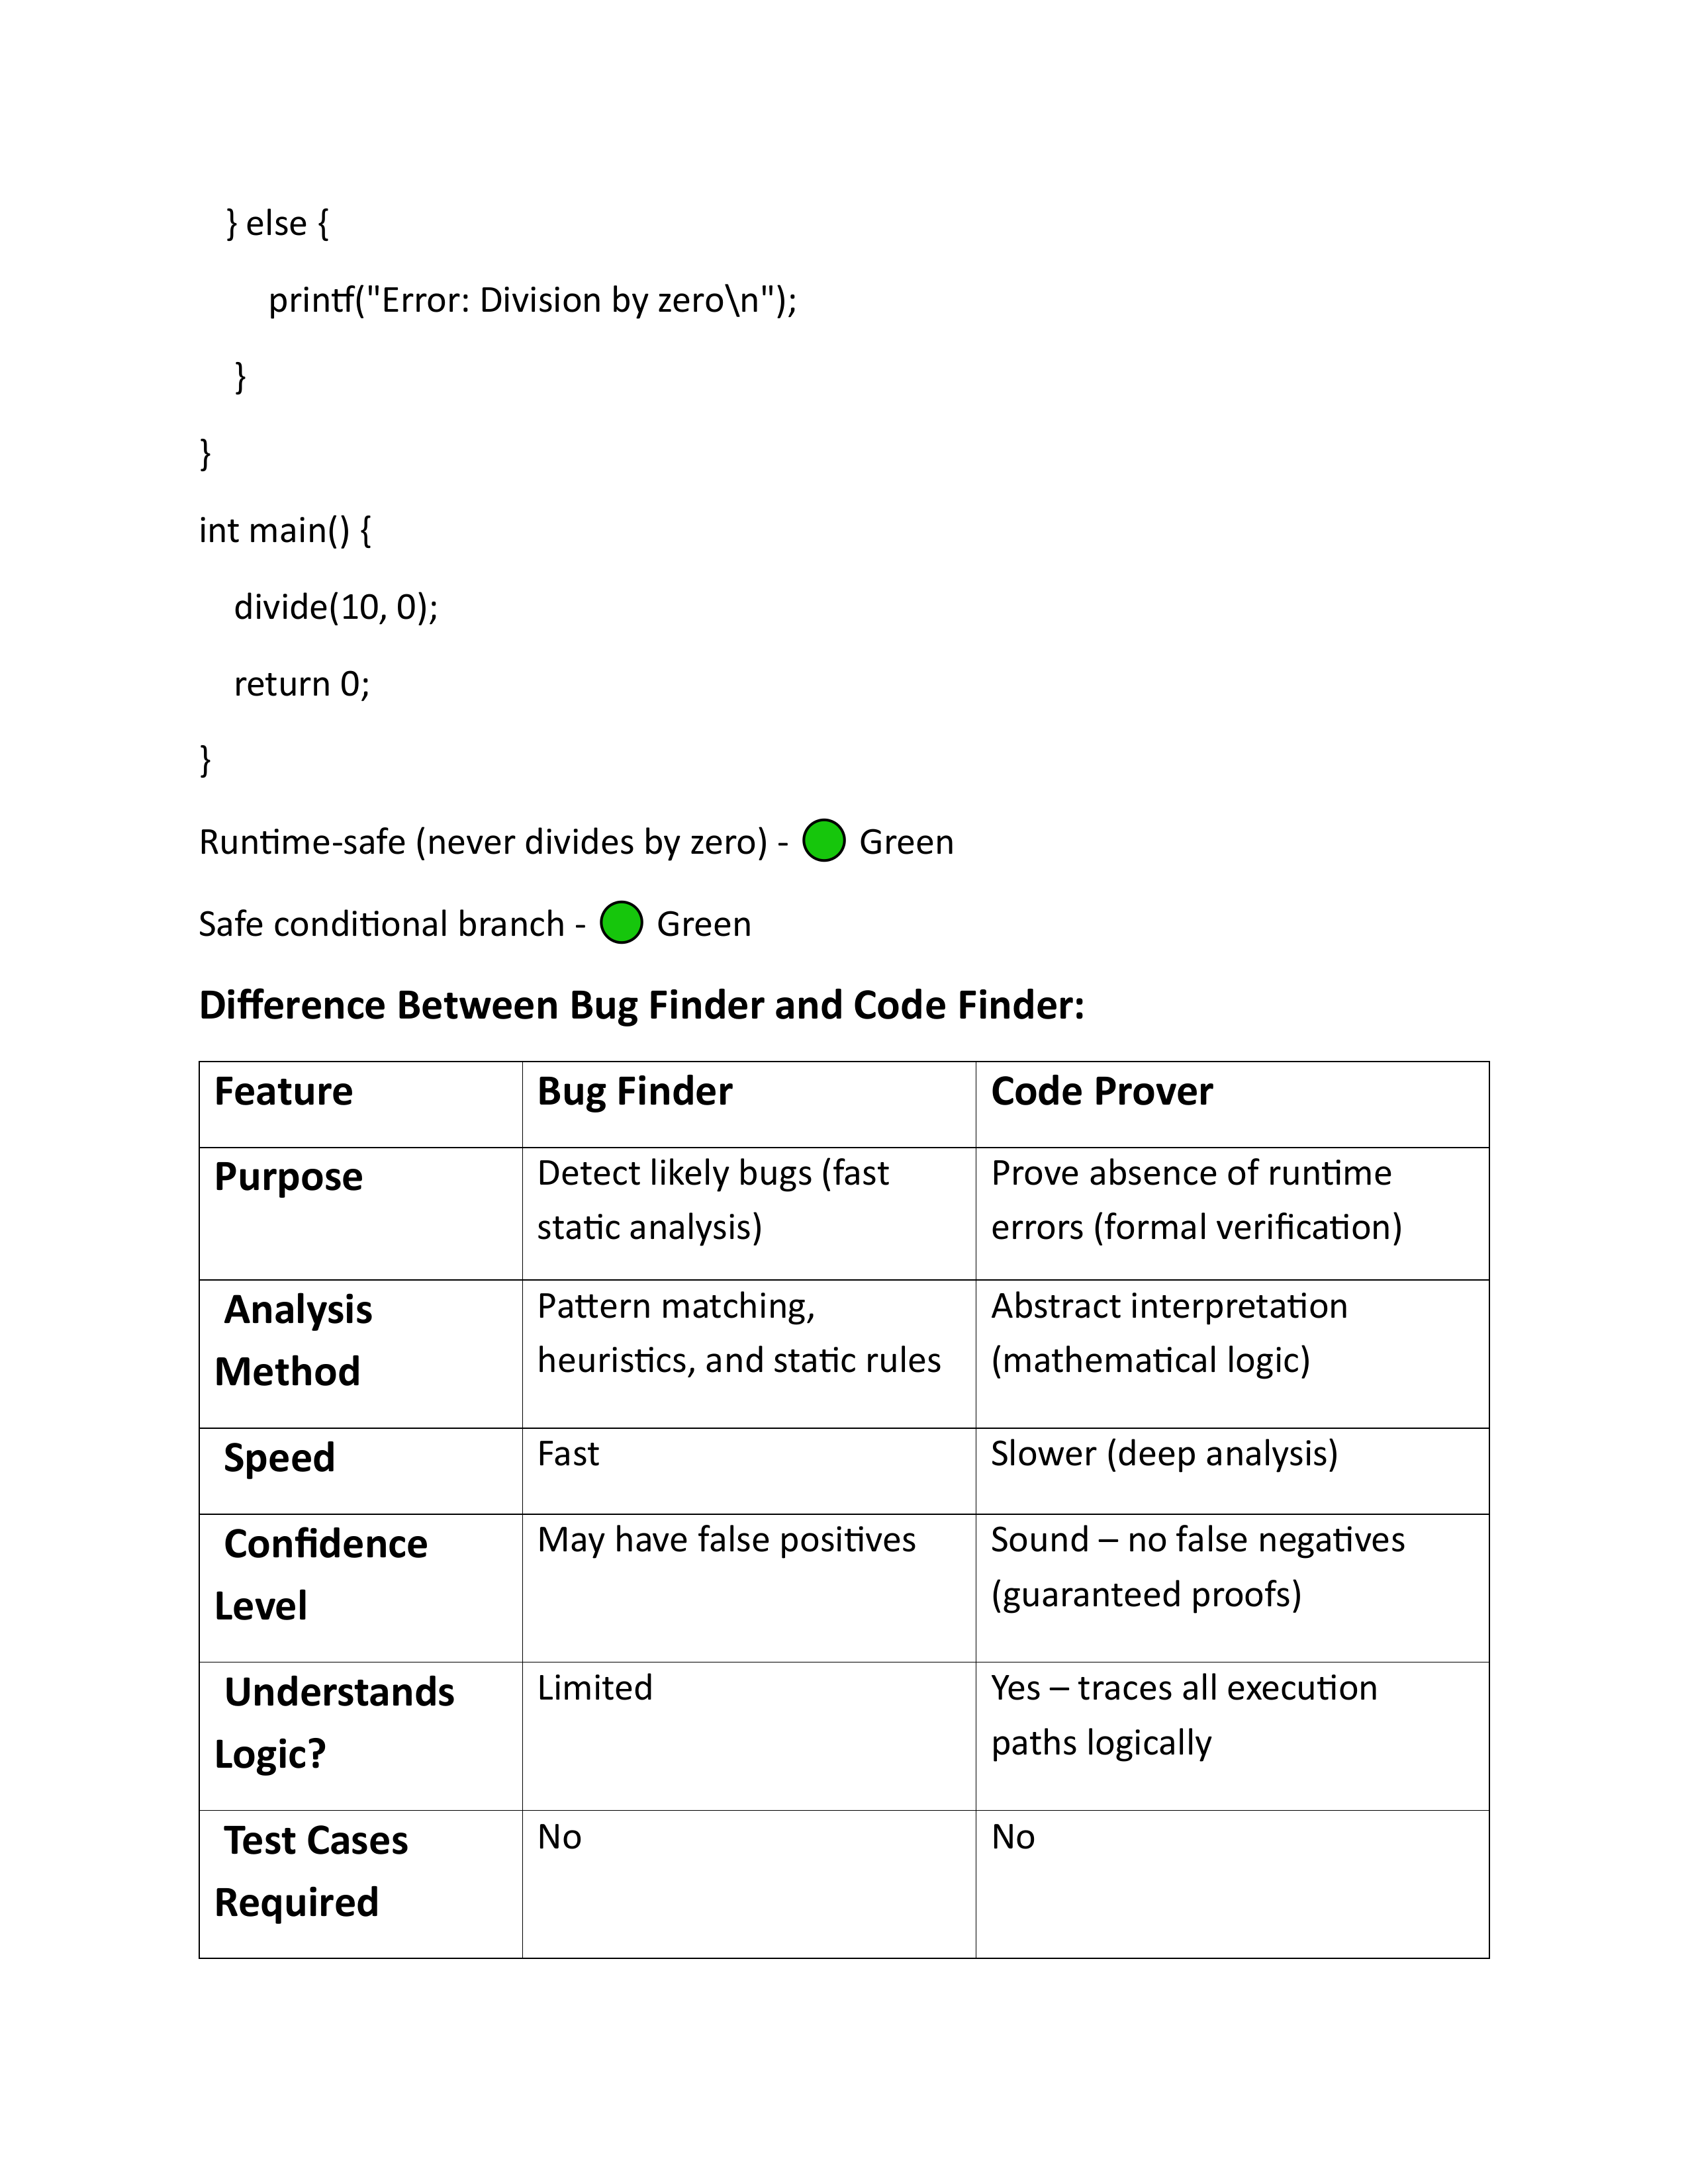 } else {
printf("Error: Division by zero\n");
}
}
int main() {
divide(10, 0);
return 0;
}
Runtime-safe (never divides by zero) - Green
Safe conditional branch - Green
Difference Between Bug Finder and Code Finder:
Feature Bug Finder Code Prover
Purpose Detect likely bugs (fast Prove absence of runtime
static analysis) errors (formal verification)
Analysis Pattern matching, Abstract interpretation
Method heuristics, and static rules (mathematical logic)
Speed Fast Slower (deep analysis)
Confidence May have false positives Sound – no false negatives
Level (guaranteed proofs)
Understands Limited Yes – traces all execution
Logic? paths logically
Test Cases No No
Required